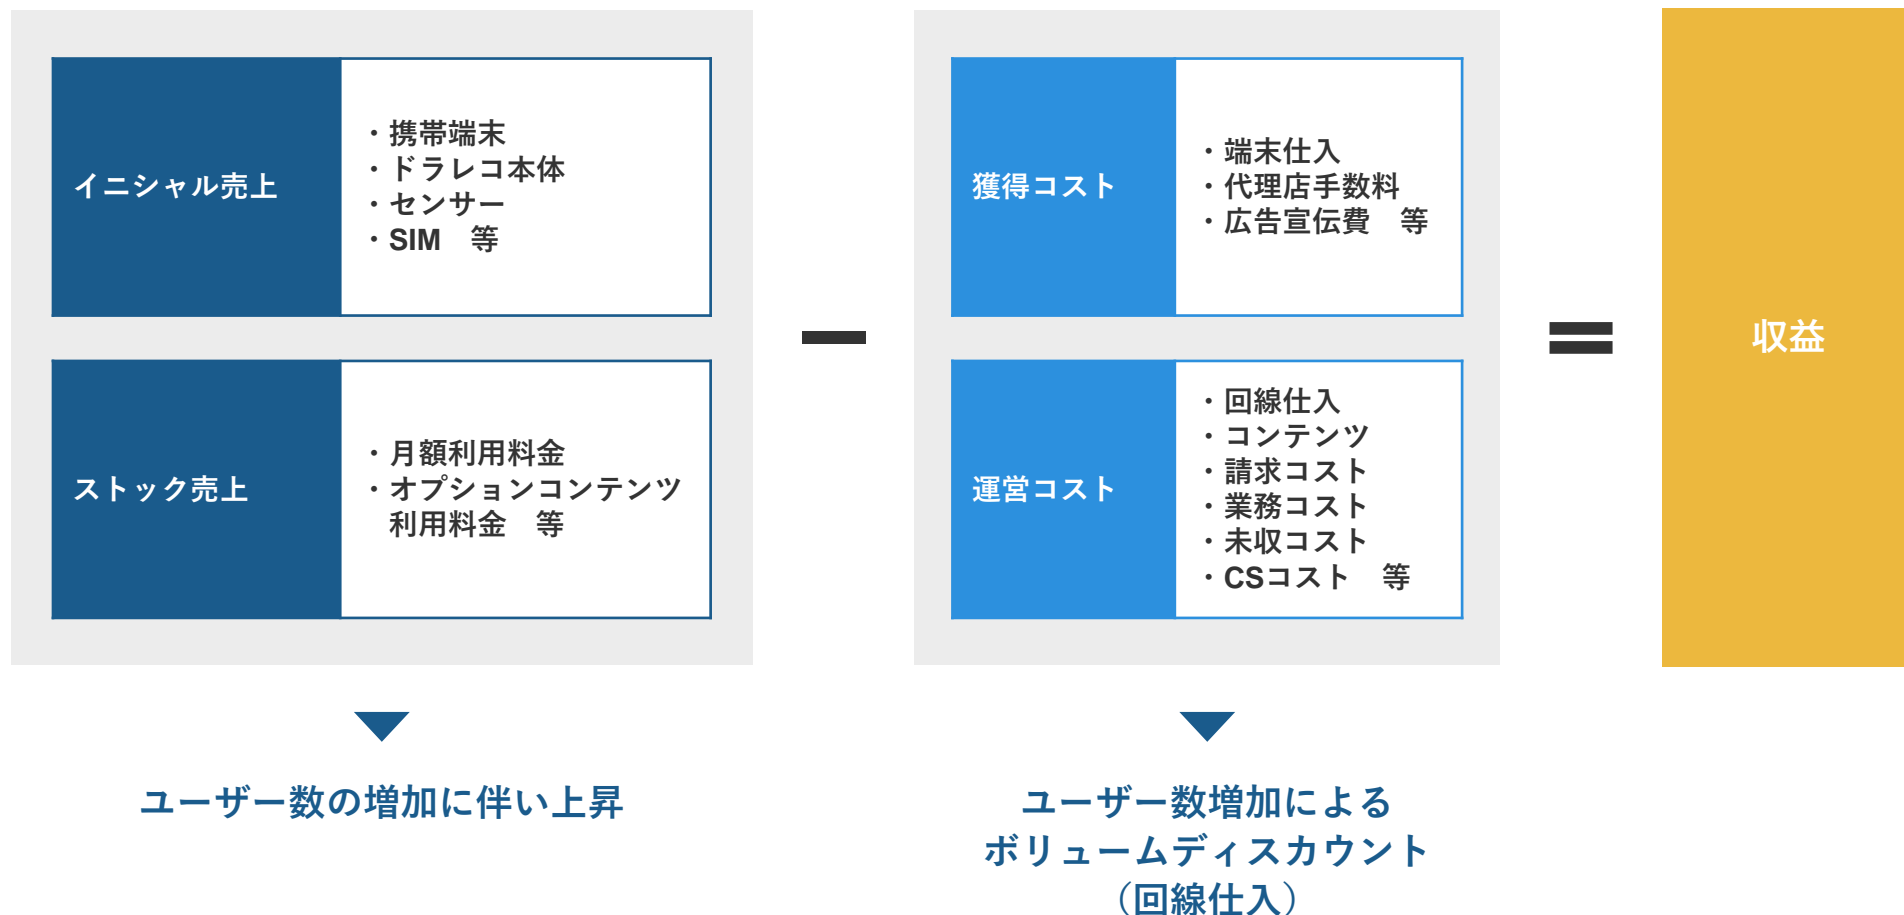 イニシャル売上
・携帯端末
・ドラレコ本体
・センサー
・SIM　等
ストック売上
・月額利用料金
・オプションコンテンツ
利用料金　等
獲得コスト
・端末仕入
・代理店手数料
・広告宣伝費　等
運営コスト
・回線仕入
・コンテンツ
・請求コスト
・業務コスト
・未収コスト
・CSコスト　等
収益
ユーザー数の増加に伴い上昇
ユーザー数増加による
ボリュームディスカウント
（回線仕入）